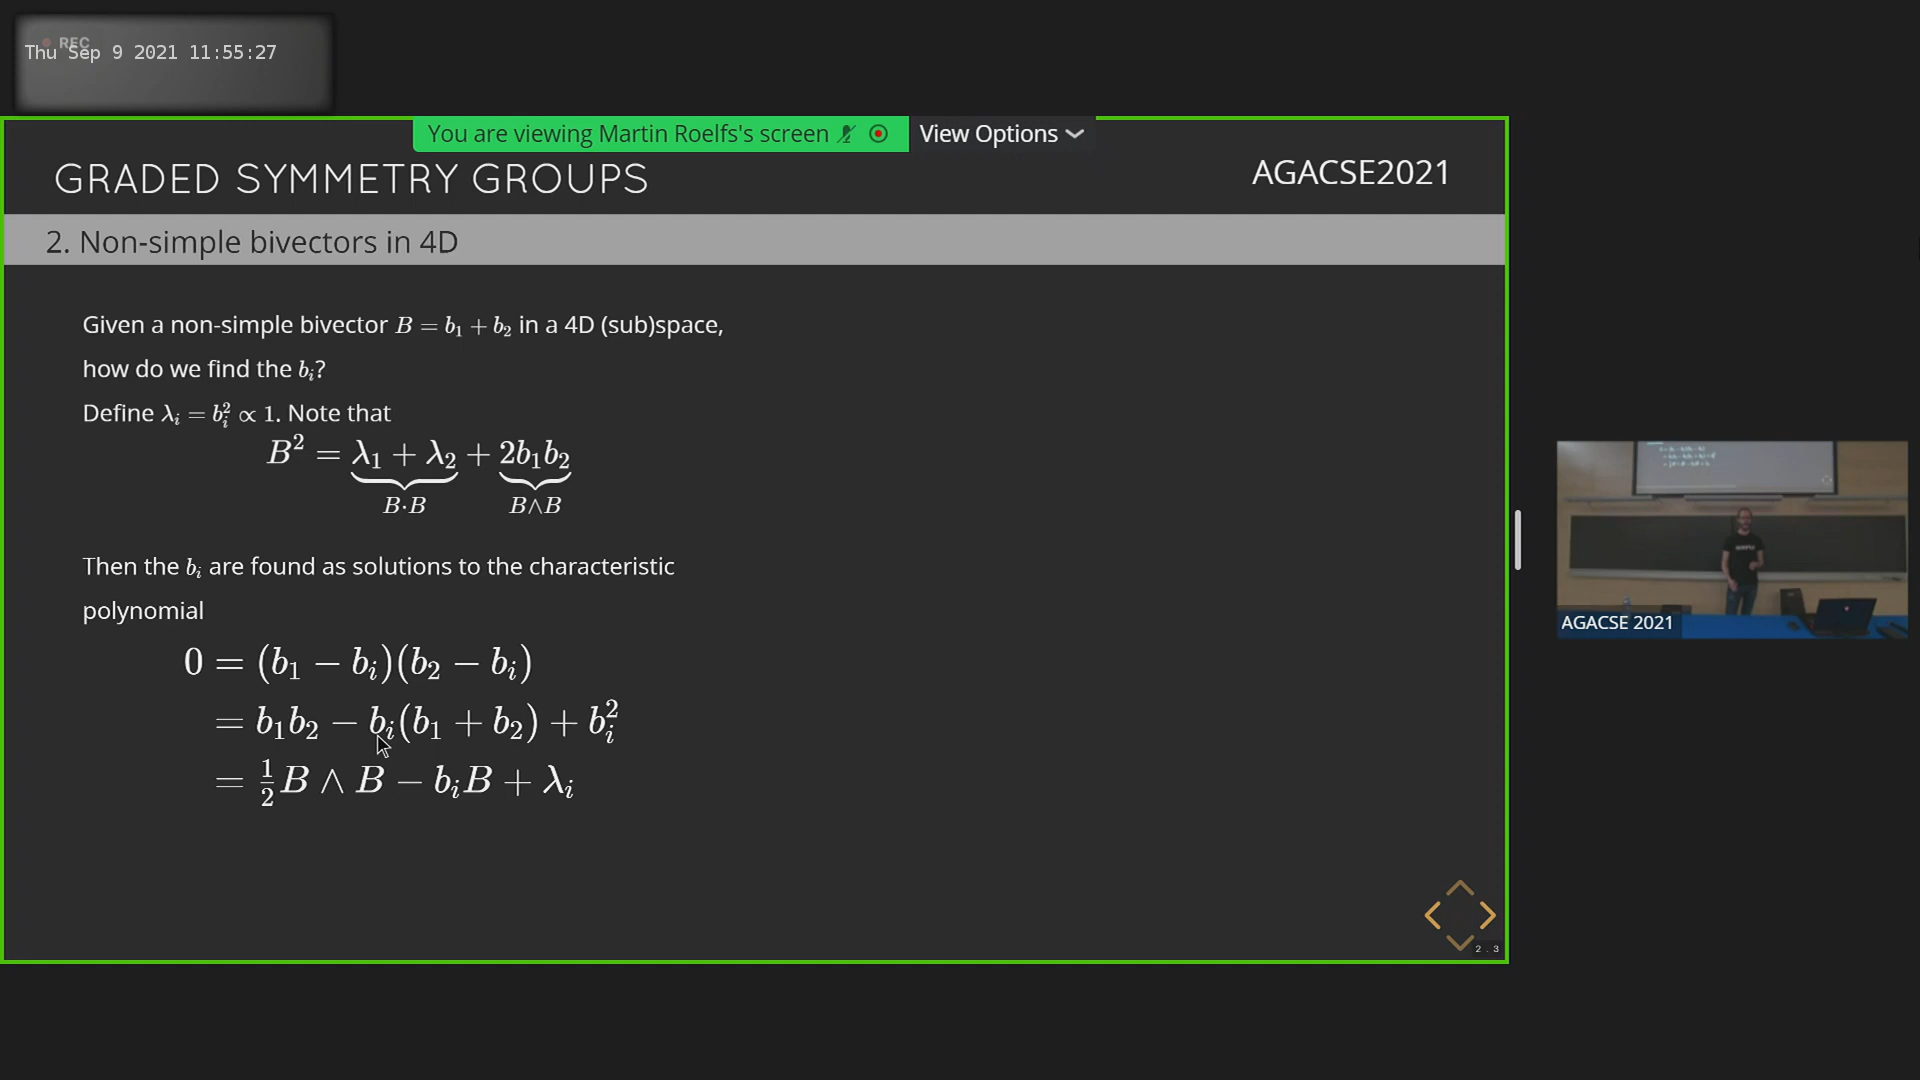 REC
Thu Sep 9 2021 11:55:27
You are viewing Martin Roelfs's screen
View Options
GRADED SYMMETRY GROUPS
AGACSE2021
2. Non-simple bivectors in 4D
Given a non-simple bivector B = b₁ + b₂ in a 4D (sub)space,
how do we find the bᵢ?
Define λᵢ = bᵢ² ∝ 1. Note that
B² = λ₁ + λ₂ + 2b₁b₂
B·B B∧B
Then the bᵢ are found as solutions to the characteristic
polynomial
0 = (b₁ − bᵢ)(b₂ − bᵢ)
= b₁b₂ − bᵢ(b₁ + b₂) + bᵢ²
= ½B ∧ B − bᵢB + λᵢ
AGACSE 2021
2.3